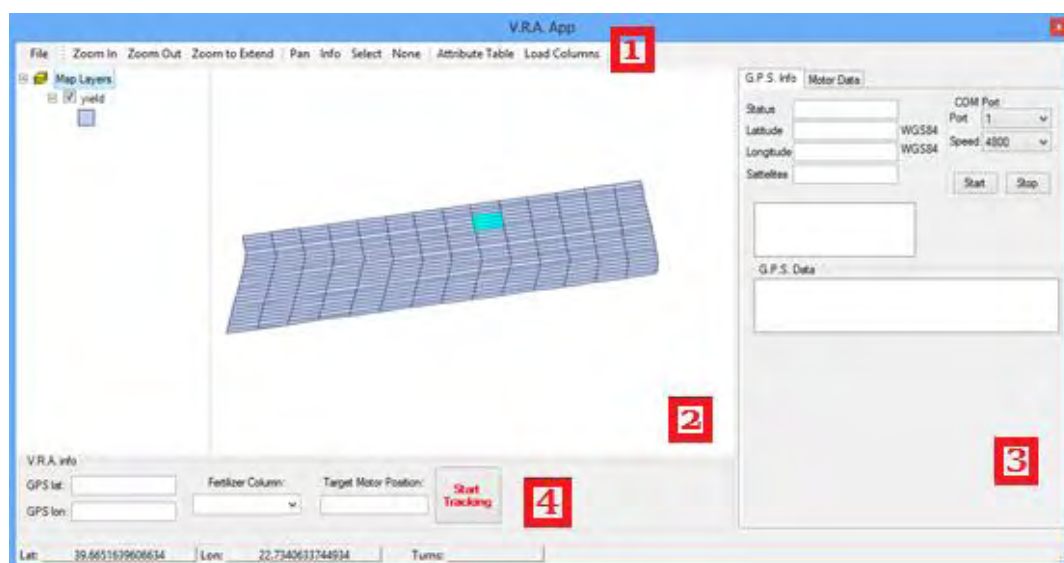 V.R.A. App
File Zoom In Zoom Out Zoom to Extend Pan Info Select None Attribute Table Load Columns
1
Map Layers
yield
G.P.S. Info Motor Data
Status
Latitude WGS84
Longitude WGS84
Sattelites
COM Port
Port 1
Speed 4800
Start Stop
G.P.S. Data
2
3
V.R.A. info
GPS lat:
GPS lon:
Fertilizer Column:
Target Motor Position:
Start
Tracking
4
Lat: 39.6651639606634 Lon: 22.7340633744934 Turns: